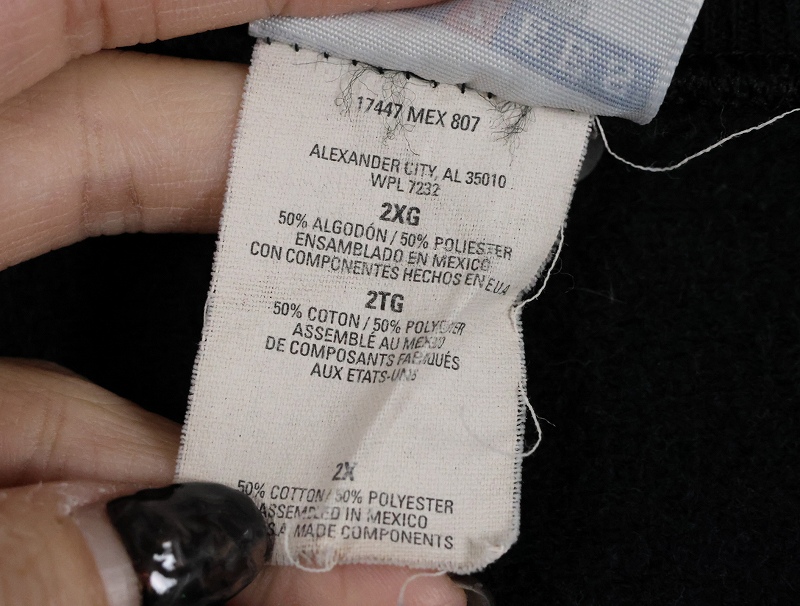 17447 MEX 807
ALEXANDER CITY, AL 35010
WPL 7232
2XG
50% ALGODÓN / 50% POLIESTER
ENSAMBLADO EN MEXICO
CON COMPONENTES HECHOS EN EUA
2TG
50% COTON / 50% POLYESTER
ASSEMBLÉ AU MEXICO
DE COMPOSANTS FABRIQUÉS
AUX ETATS-UNIS
2X
50% COTTON / 50% POLYESTER
ASSEMBLED IN MEXICO
MADE COMPONENTS